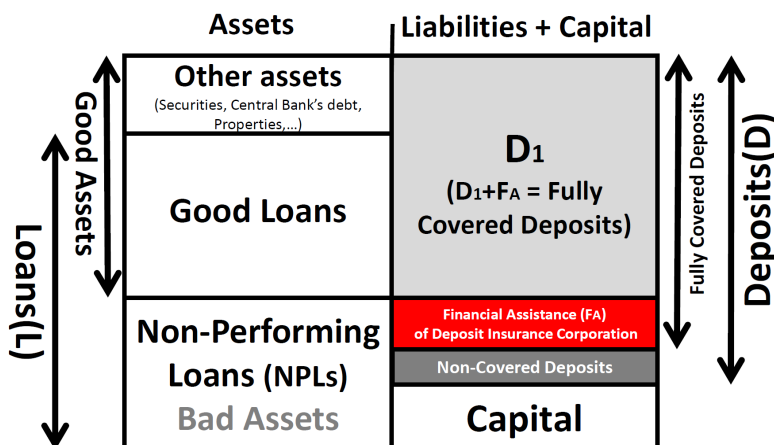 Assets
Liabilities + Capital
Other assets
(Securities, Central Bank's debt,
Properties,...)
Good Loans
Non-Performing
Loans (NPLs)
Bad Assets
D1
(D1+FA = Fully
Covered Deposits)
Financial Assistance (FA)
of Deposit Insurance Corporation
Non-Covered Deposits
Capital
Good Assets
Loans(L)
Fully Covered Deposits
Deposits(D)